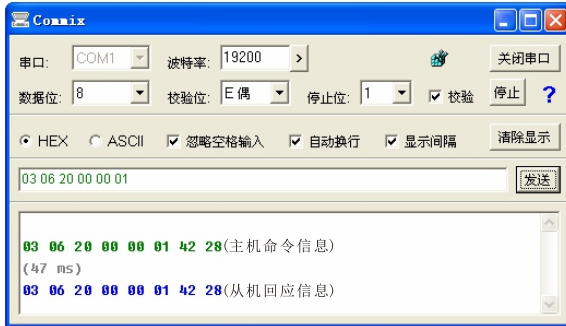 Commix
串口: COM1 波特率: 19200 > 关闭串口
数据位: 8 校验位: E 偶 停止位: 1 校验 停止 ?
HEX ASCII 忽略空格输入 自动换行 显示间隔 清除显示
03 06 20 00 00 01 发送
03 06 20 00 00 01 42 28(主机命令信息)
(47 ms)
03 06 20 00 00 01 42 28(从机回应信息)